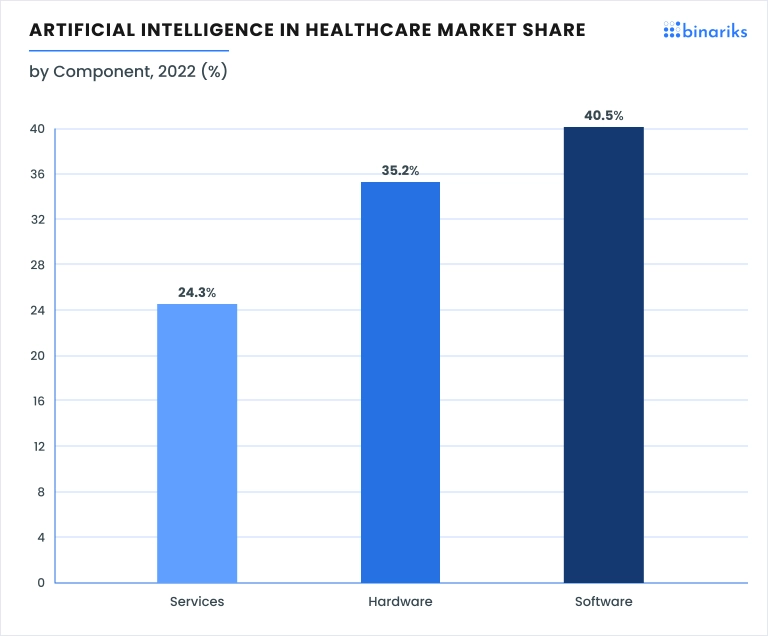 ARTIFICIAL INTELLIGENCE IN HEALTHCARE MARKET SHARE
binariks
by Component, 2022 (%)
40.5%
40
36
35.2%
32
28
24.3%
24
20
16
12
8
4
0
Services
Hardware
Software